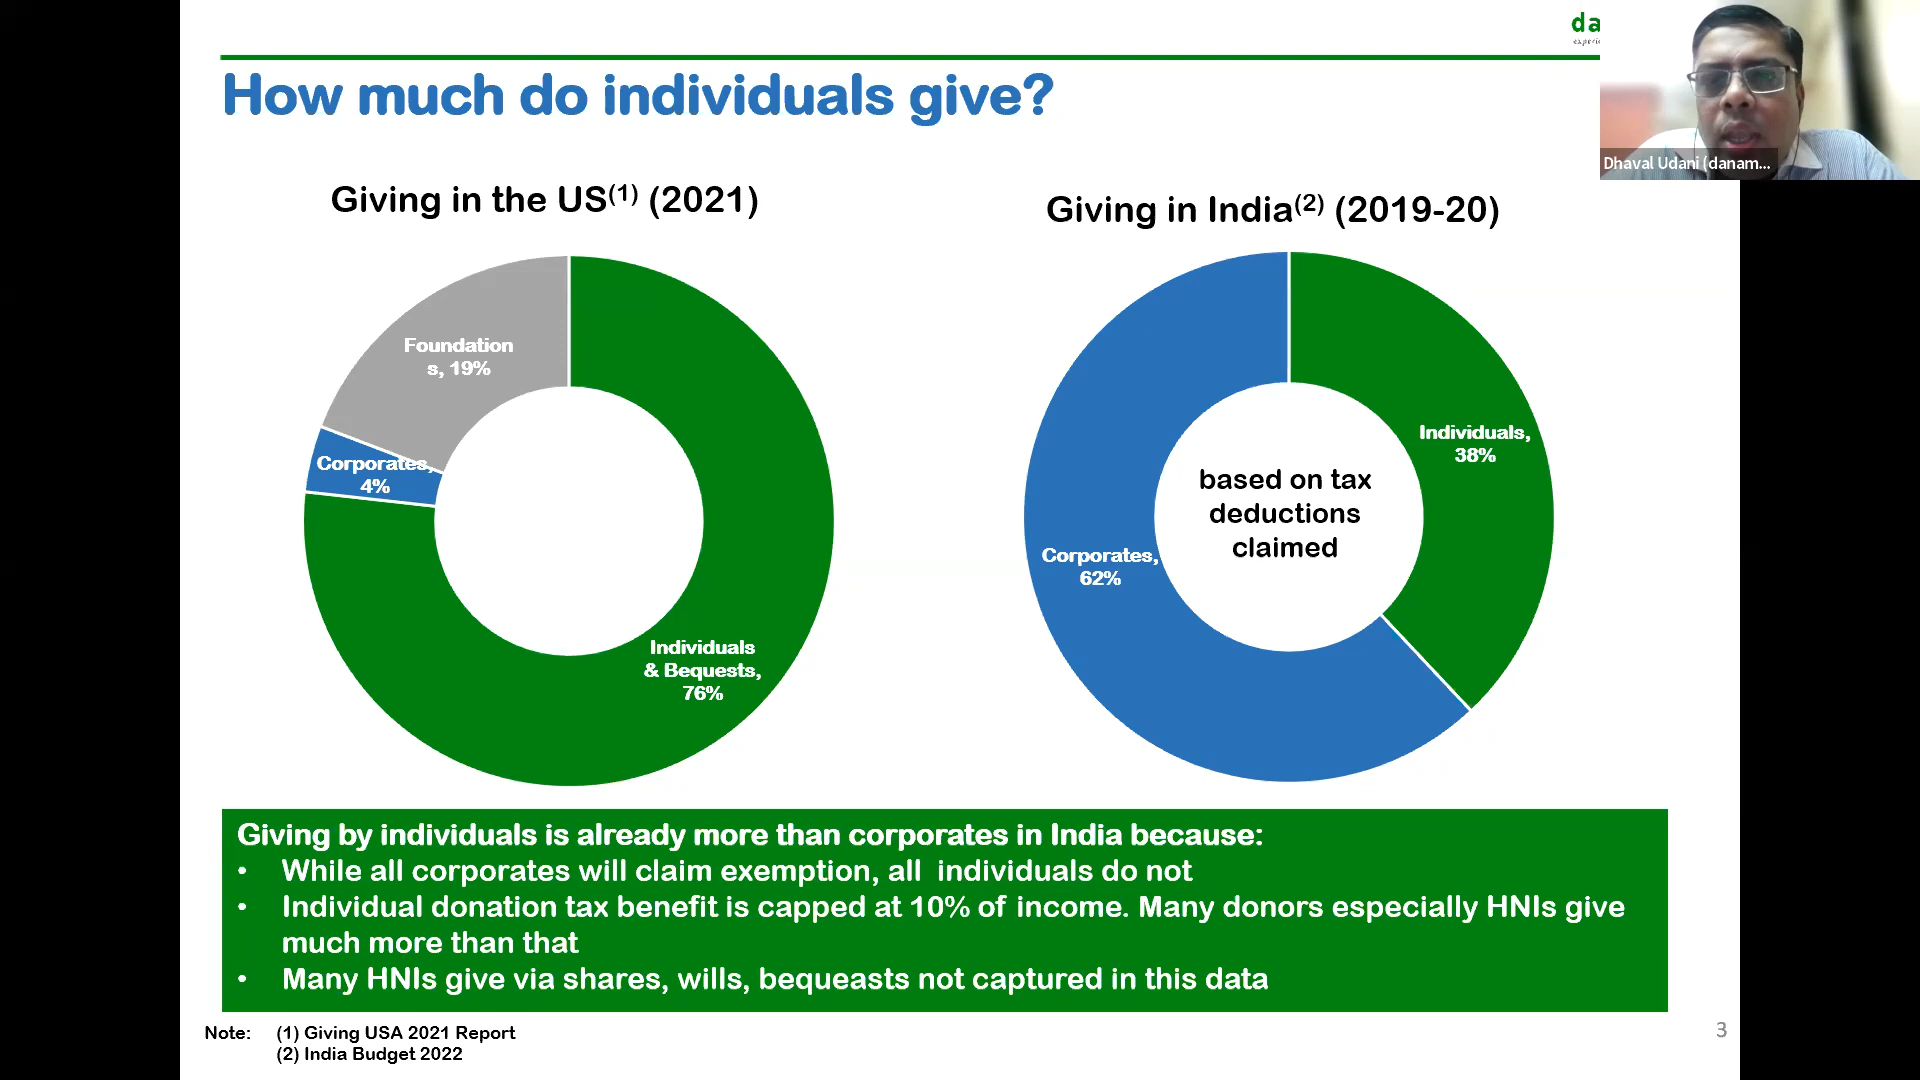 da
How much do individuals give?
Dhaval Udani (danam...
Giving in the US(1) (2021)
Giving in India(2) (2019-20)
Foundation
s, 19%
Corporates,
4%
Individuals
& Bequests,
76%
Individuals,
38%
based on tax
deductions
claimed
Corporates,
62%
Giving by individuals is already more than corporates in India because:
• While all corporates will claim exemption, all  individuals do not
• Individual donation tax benefit is capped at 10% of income. Many donors especially HNIs give
much more than that
• Many HNIs give via shares, wills, bequeasts not captured in this data
Note: (1) Giving USA 2021 Report
(2) India Budget 2022
3